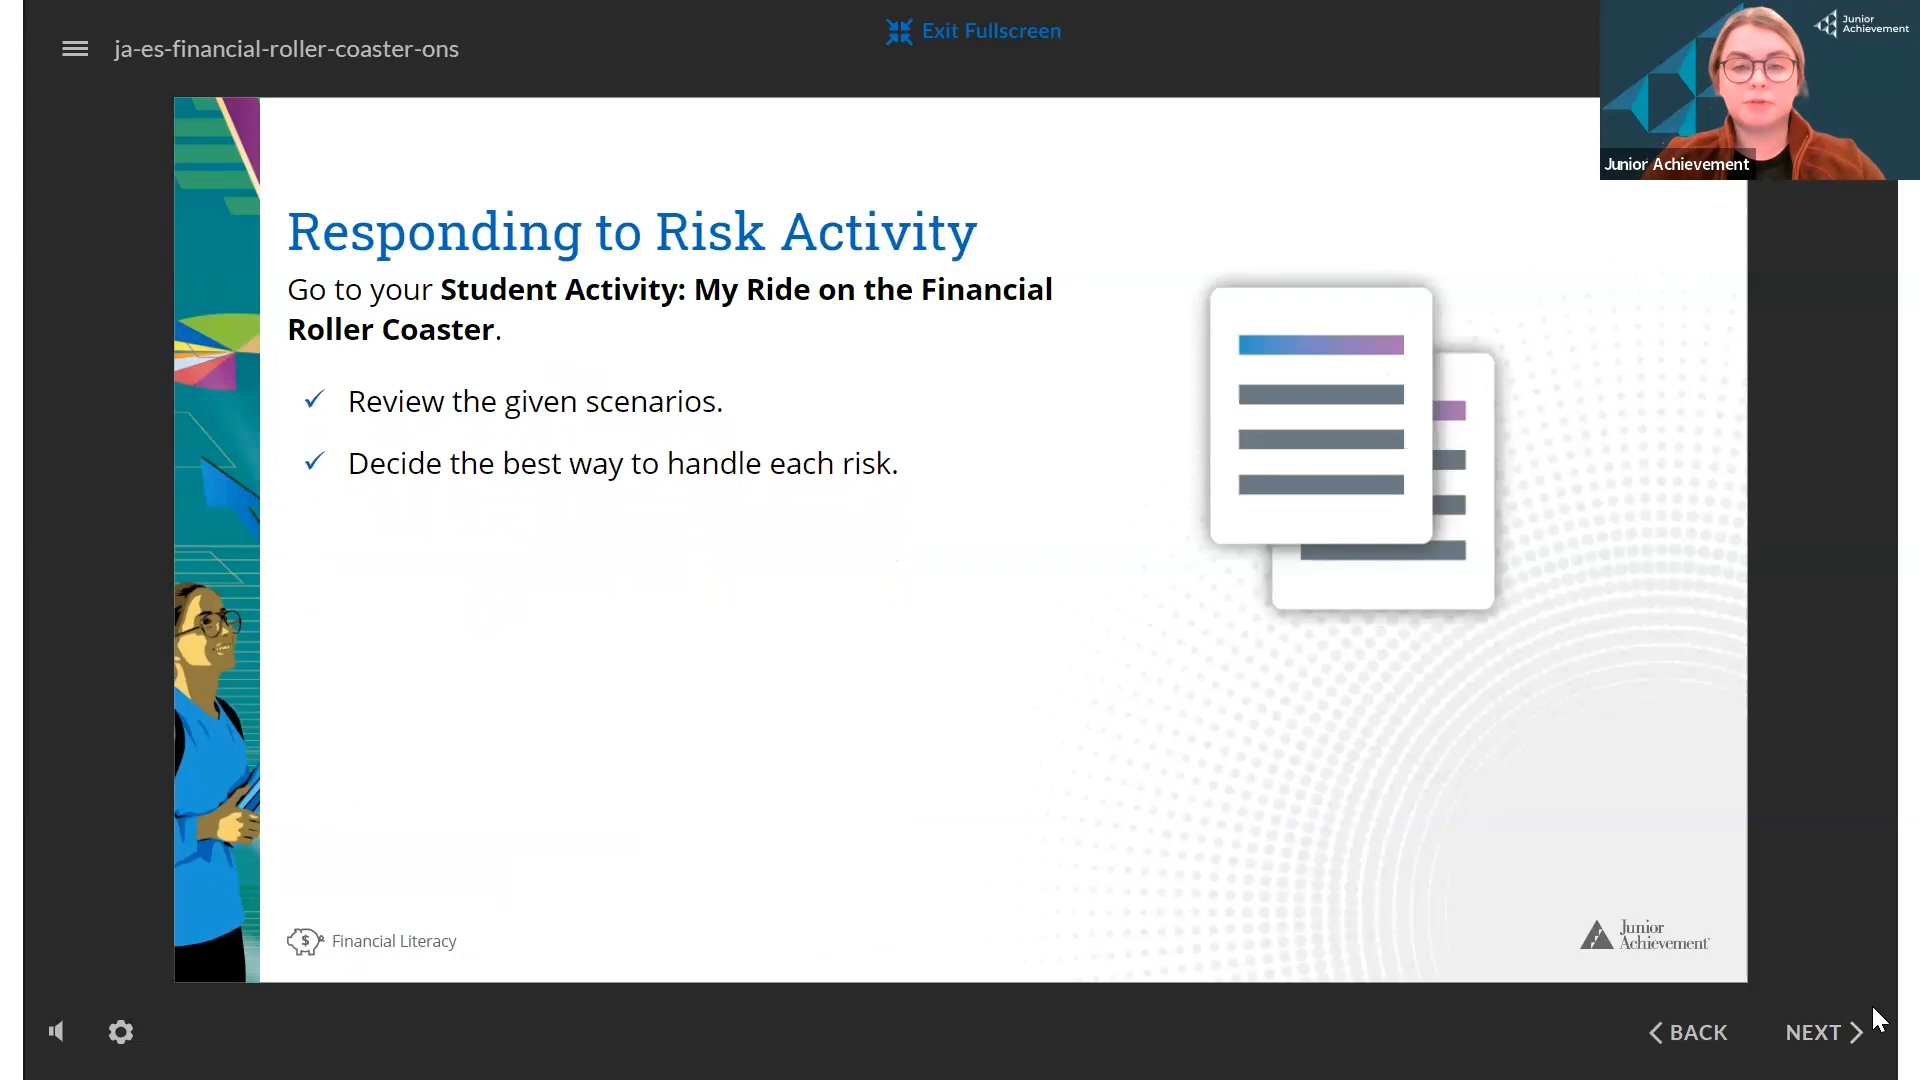 ja-es-financial-roller-coaster-ons
Exit Fullscreen
Junior
Achievement
Junior Achievement
Responding to Risk Activity
Go to your Student Activity: My Ride on the Financial
Roller Coaster.
✓ Review the given scenarios.
✓ Decide the best way to handle each risk.
$ Financial Literacy
Junior
Achievement
BACK
NEXT